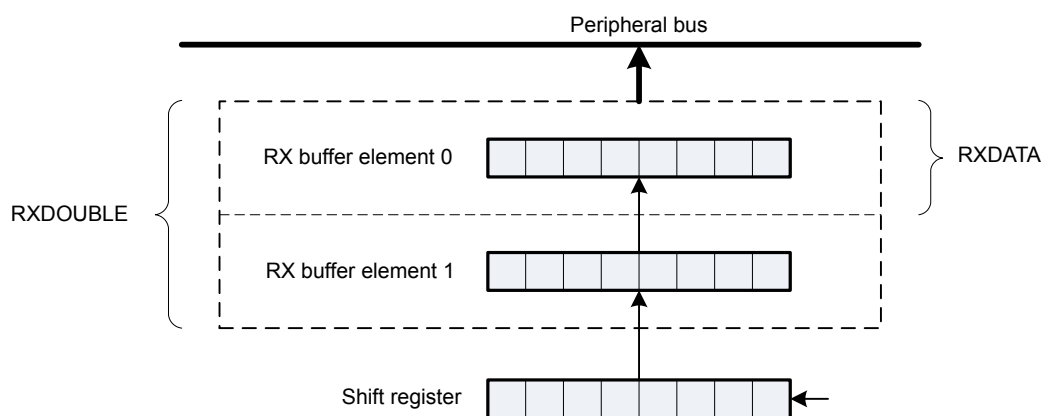 Peripheral bus
RX buffer element 0
RXDATA
RXDOUBLE
RX buffer element 1
Shift register